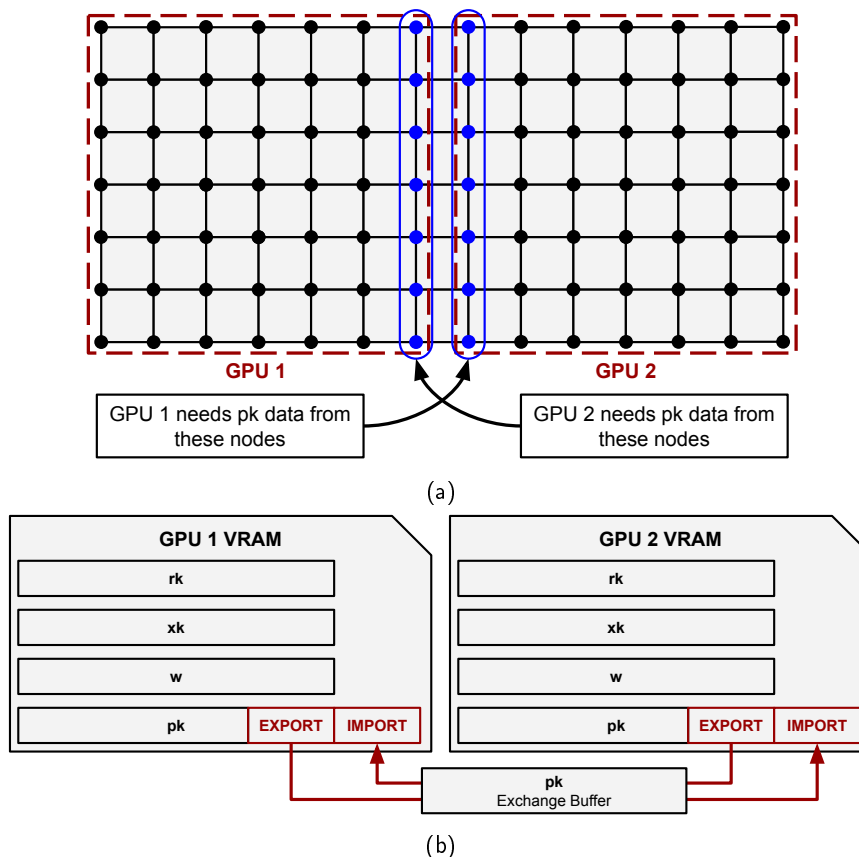 GPU 1
GPU 2
GPU 1 needs pk data from
these nodes
GPU 2 needs pk data from
these nodes
(a)
GPU 1 VRAM
rk
xk
w
pk
EXPORT
IMPORT
GPU 2 VRAM
rk
xk
w
pk
EXPORT
IMPORT
pk
Exchange Buffer
(b)